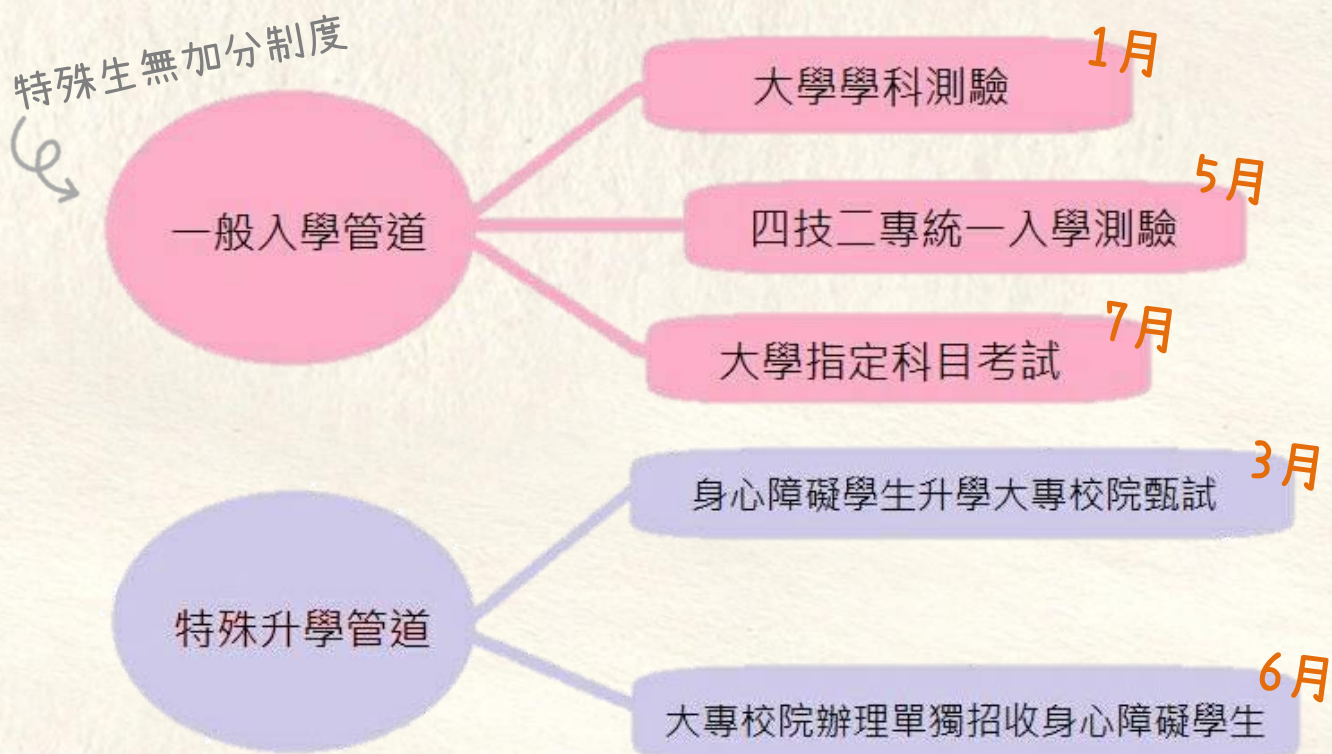 特殊生無加分制度
一般入學管道
大學學科測驗
1月
四技二專統一入學測驗
5月
大學指定科目考試
7月
特殊升學管道
身心障礙學生升學大專校院甄試
3月
大專校院辦理單獨招收身心障礙學生
6月